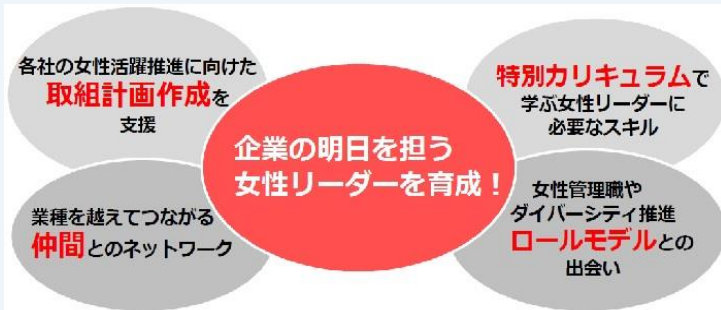 各社の女性活躍推進に向けた
取組計画作成を
支援
特別カリキュラムで
学ぶ女性リーダーに
必要なスキル
企業の明日を担う
女性リーダーを育成！
業種を越えてつながる
仲間とのネットワーク
女性管理職や
ダイバーシティ推進
ロールモデルとの
出会い